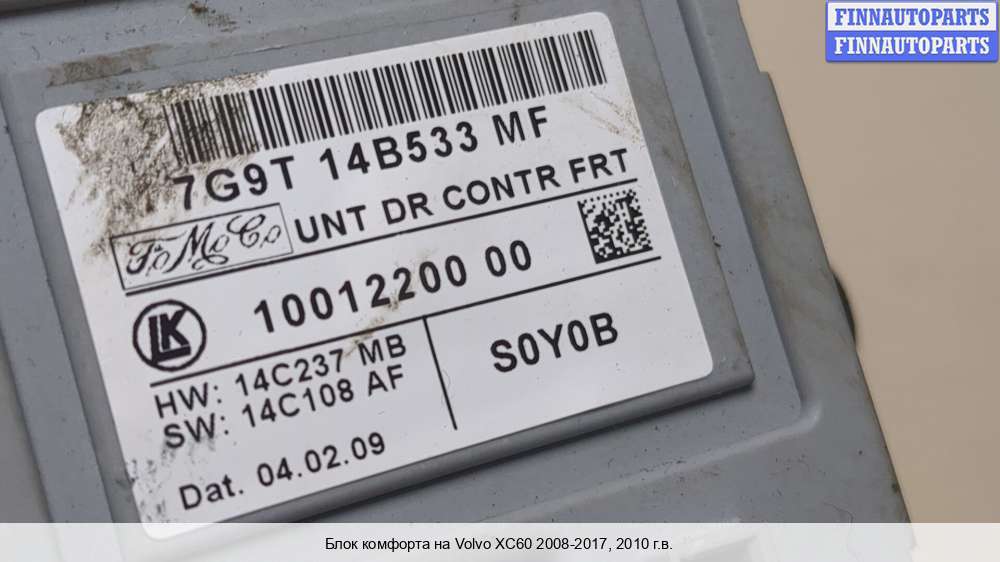 FINNAUTOPARTS
FINNAUTOPARTS
7G9T 14B533 MF
FoMoCo
UNT DR CONTR FRT
LK
10012200 00
HW: 14C237 MB
SW: 14C108 AF
S0Y0B
Dat. 04.02.09
Блок комфорта на Volvo XC60 2008-2017, 2010 г.в.